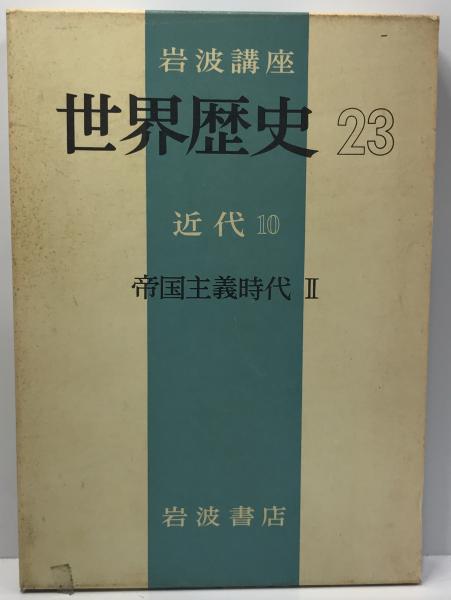 岩波講座
世界歴史 23
近代 10
帝国主義時代 Ⅱ
岩波書店